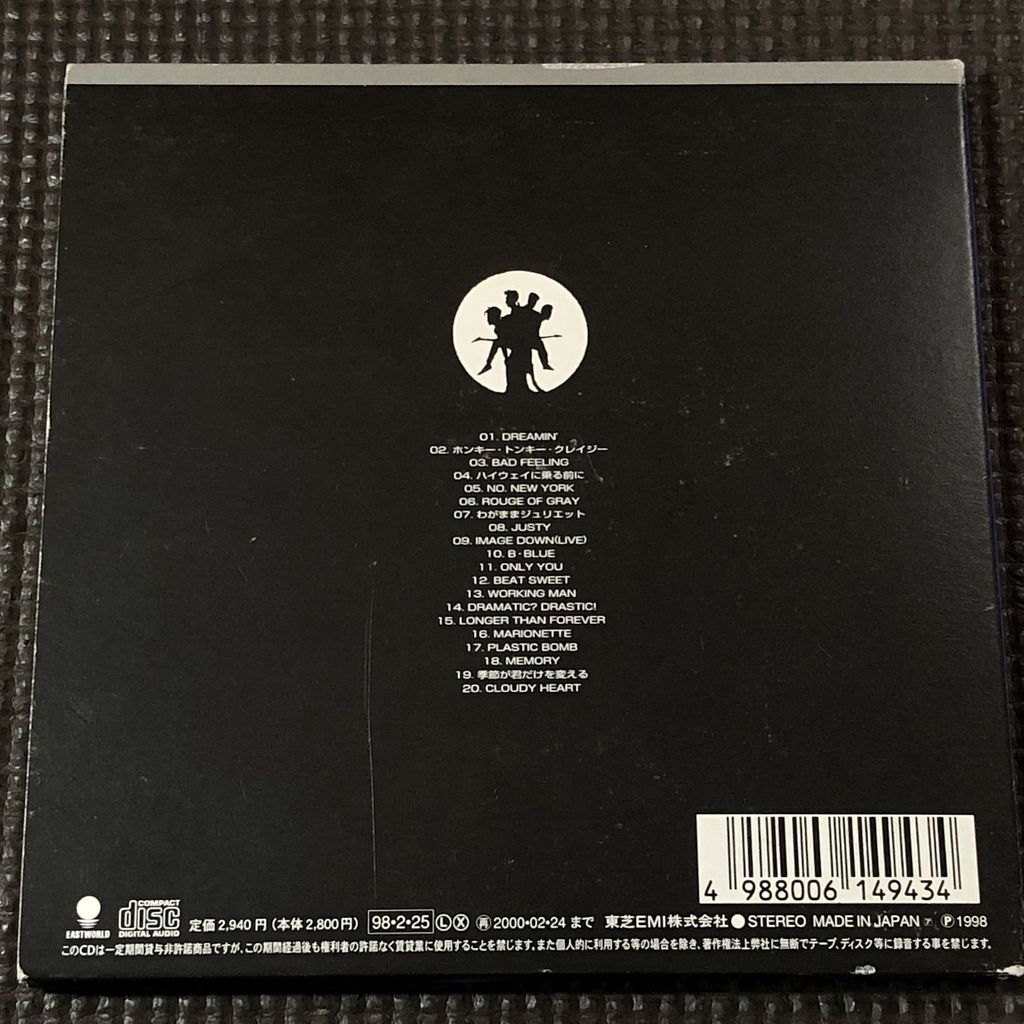 01. DREAMIN'
02. ホンキー・トンキー・クレイジー
03. BAD FEELING
04. ハイウェイに乗る前に
05. NO. NEW YORK
06. ROUGE OF GRAY
07. わがままジュリエット
08. JUSTY
09. IMAGE DOWN(LIVE)
10. B・BLUE
11. ONLY YOU
12. BEAT SWEET
13. WORKING MAN
14. DRAMATIC? DRASTIC!
15. LONGER THAN FOREVER
16. MARIONETTE
17. PLASTIC BOMB
18. MEMORY
19. 季節が君だけを変える
20. CLOUDY HEART
4 988006 149434
EASTWORLD COMPACT disc DIGITAL AUDIO 定価 2,940 円 (本体 2,800円) 98・2・25 Ⓛ Ⓧ 再 2000・02・24 まで 東芝EMI株式会社 ● STEREO MADE IN JAPAN ア Ⓟ 1998
このCDは一定期間貸与非許諾商品ですが、この期間経過後も権利者の許諾なく賃貸業に使用することを禁じます。また個人的に利用する等の場合を除き、著作権法上弊社に無断でテープ、ディスク等に録音する事を禁じます。